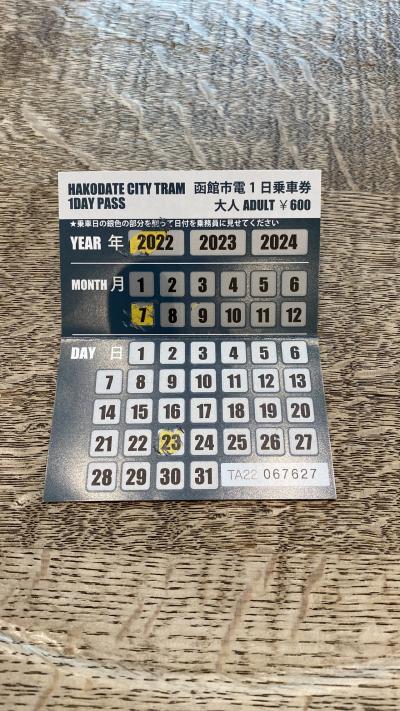 HAKODATE CITY TRAM 函館市電1日乗車券
1DAY PASS 大人 ADULT ¥600
★乗車日の銀色の部分を削って日付を乗務員に見せてください
YEAR 年 2022 2023 2024
MONTH 月 1 2 3 4 5 6
7 8 9 10 11 12
DAY 日 1 2 3 4 5 6
7 8 9 10 11 12 13
14 15 16 17 18 19 20
21 22 23 24 25 26 27
28 29 30 31 TA22 067627